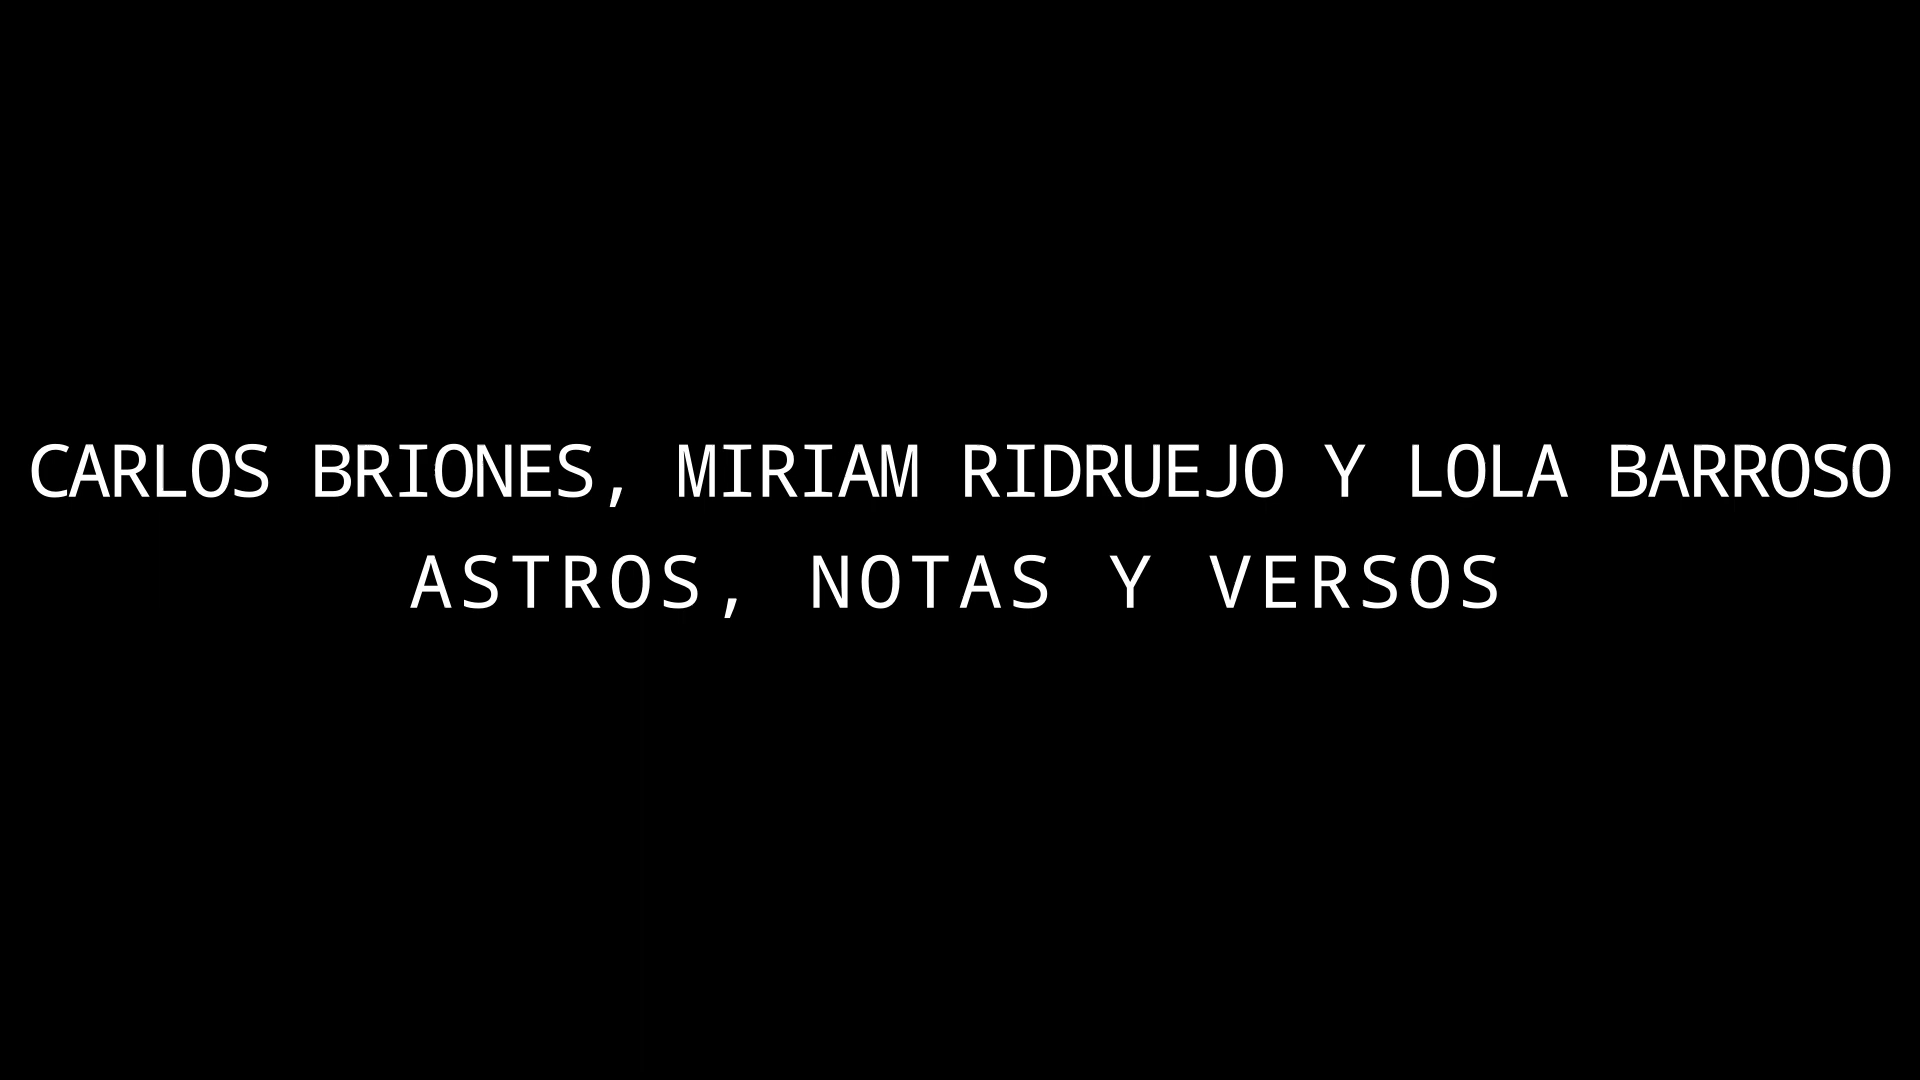 CARLOS BRIONES, MIRIAM RIDRUEJO Y LOLA BARROSO
ASTROS, NOTAS Y VERSOS